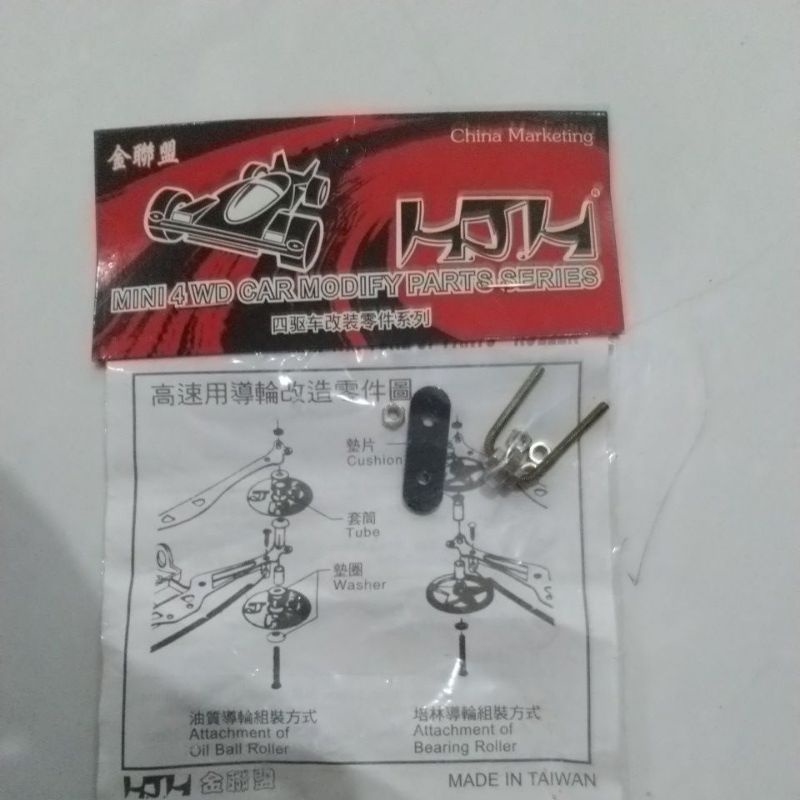 金聯盟
China Marketing
HJH®
MINI 4 WD CAR MODIFY PARTS SERIES
四驱车改装零件系列
高速用導輪改造零件圖
墊片
Cushion
套筒
Tube
墊圈
Washer
油質導輪組裝方式
Attachment of
Oil Ball Roller
培林導輪組裝方式
Attachment of
Bearing Roller
HJH 金聯盟
MADE IN TAIWAN